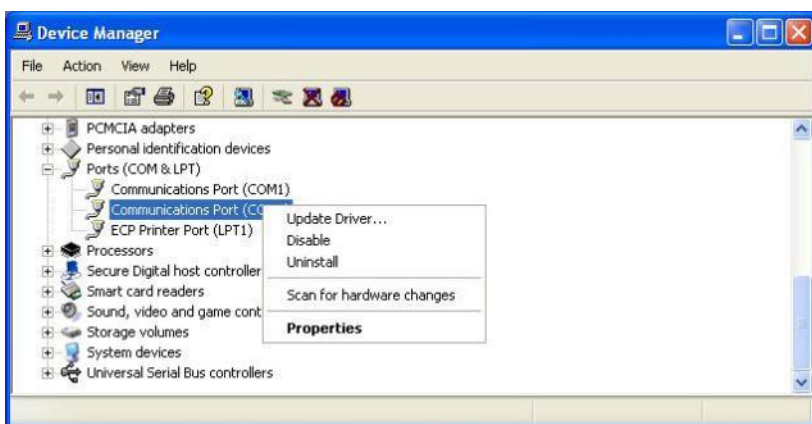 Device Manager
File Action View Help
PCMCIA adapters
Personal identification devices
Ports (COM & LPT)
Communications Port (COM1)
Communications Port (CO
ECP Printer Port (LPT1)
Processors
Secure Digital host controller
Smart card readers
Sound, video and game cont
Storage volumes
System devices
Universal Serial Bus controllers
Update Driver...
Disable
Uninstall
Scan for hardware changes
Properties